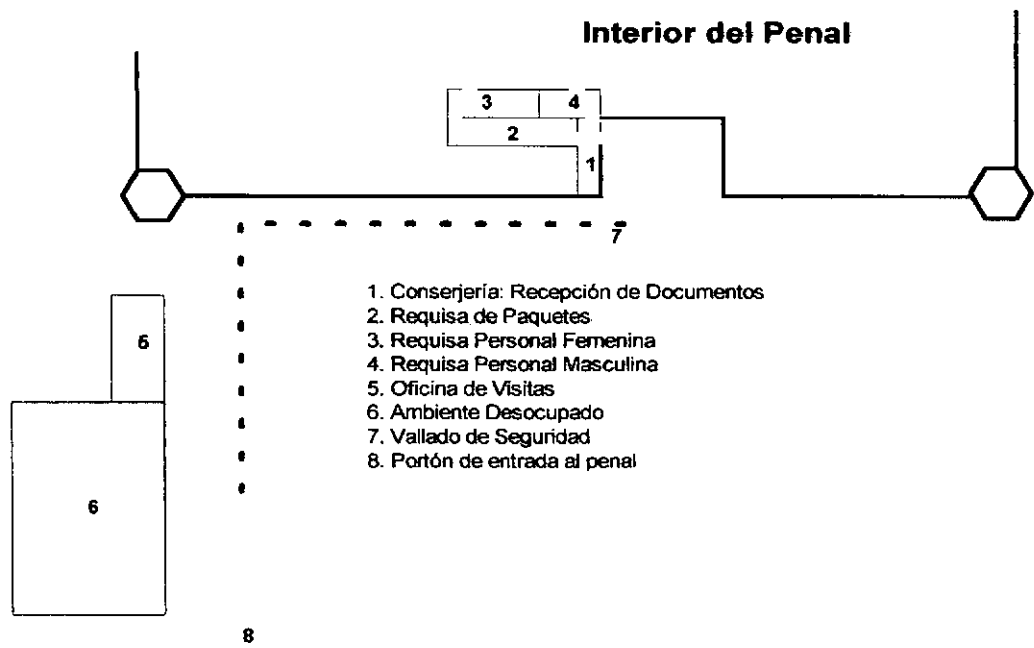 Interior del Penal
3
4
2
1
7
5
6
1. Conserjería: Recepción de Documentos
2. Requisa de Paquetes
3. Requisa Personal Femenina
4. Requisa Personal Masculina
5. Oficina de Visitas
6. Ambiente Desocupado
7. Vallado de Seguridad
8. Portón de entrada al penal
8